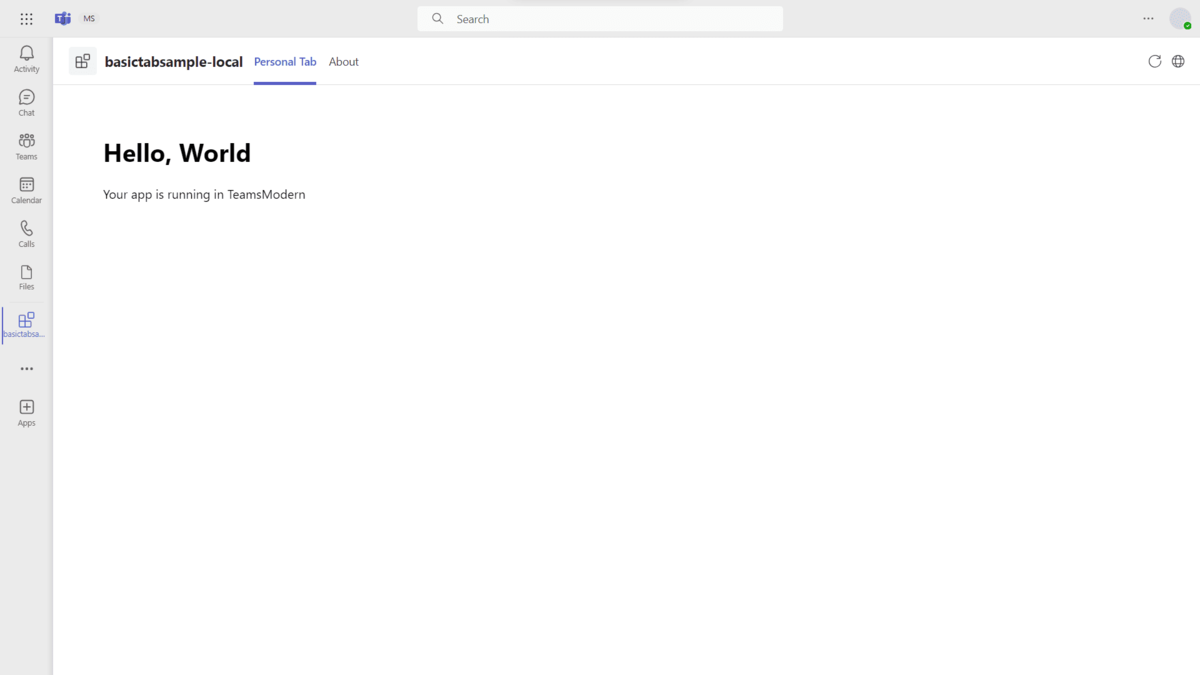 MS
Search
Activity
Chat
Teams
Calendar
Calls
Files
basictabsa...
Apps
basictabsample-local
Personal Tab
About
Hello, World
Your app is running in TeamsModern